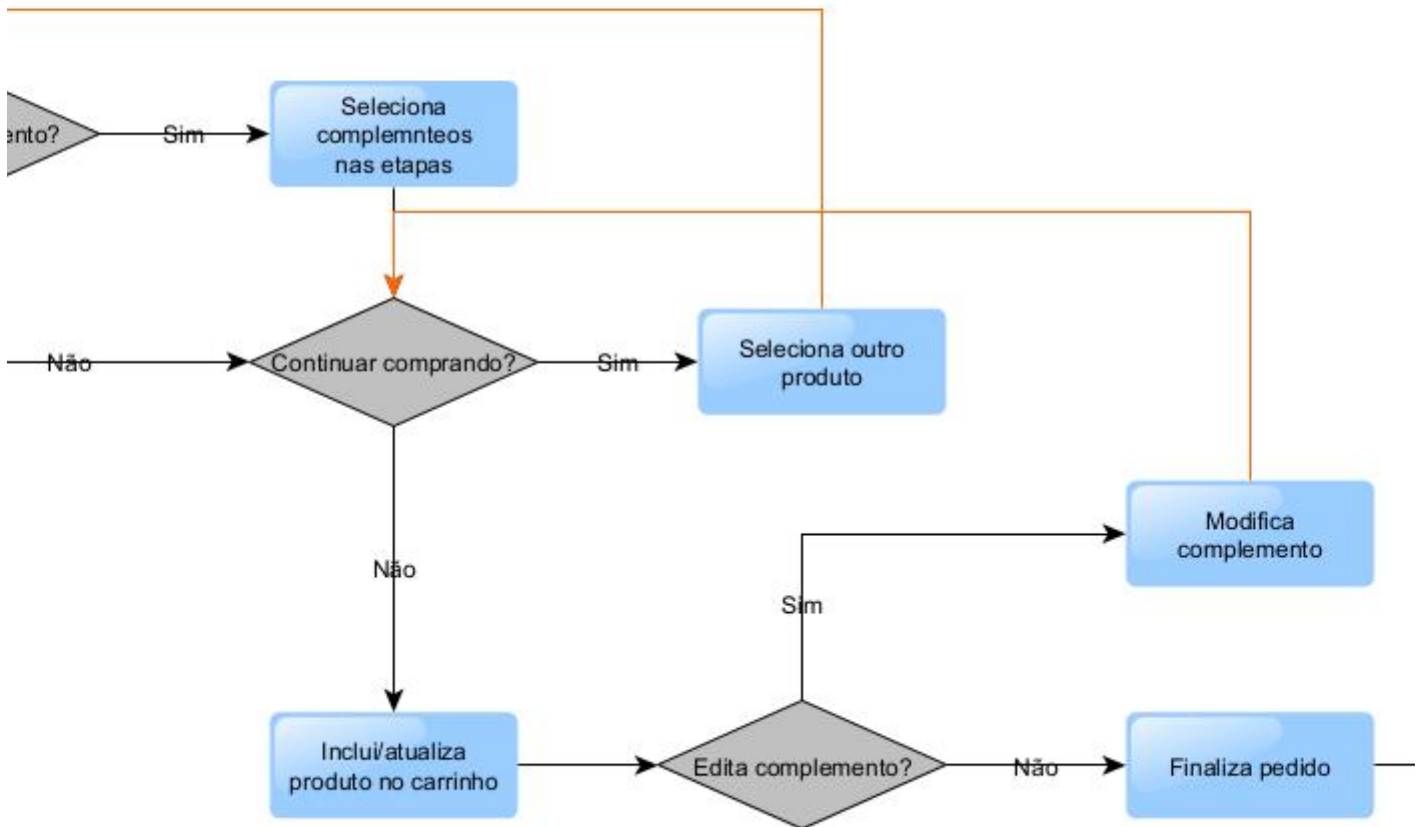 Seleciona
complemnteos
nas etapas
ento?
Sim
Não
Continuar comprando?
Sim
Seleciona outro
produto
Modifica
complemento
Não
Sim
Inclui/atualiza
produto no carrinho
Edita complemento?
Não
Finaliza pedido